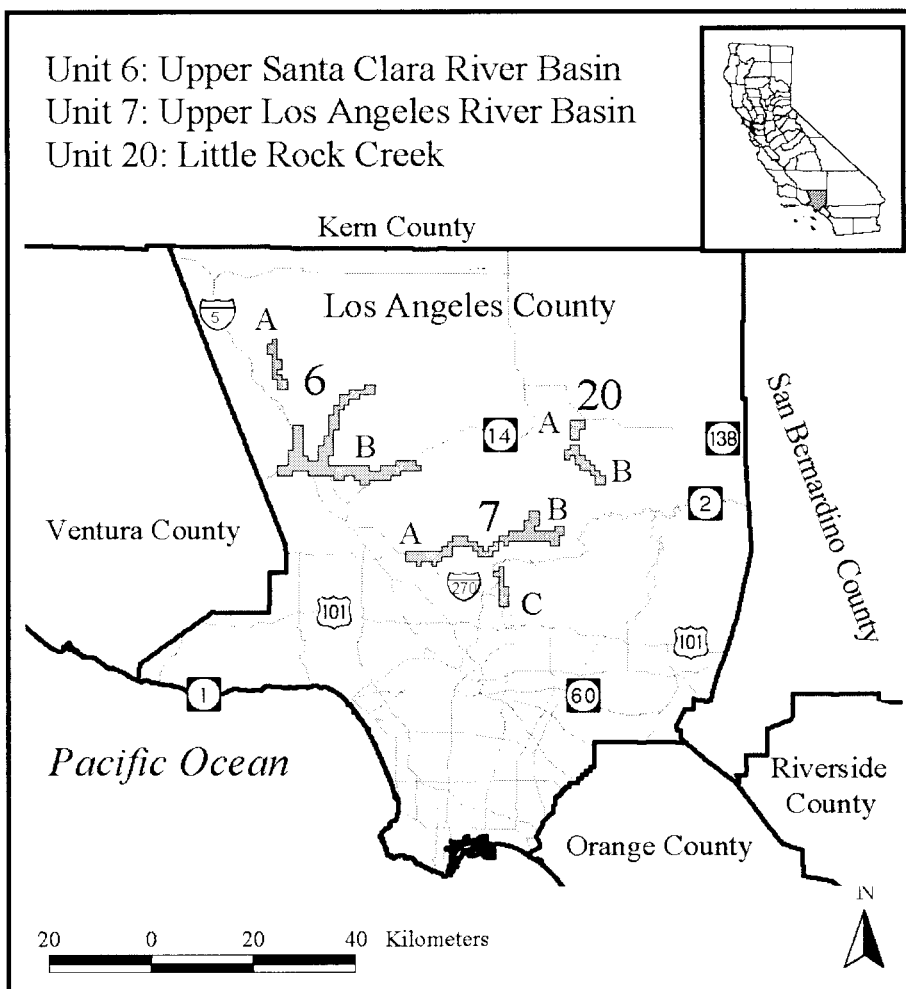 Unit 6: Upper Santa Clara River Basin
Unit 7: Upper Los Angeles River Basin
Unit 20: Little Rock Creek
Kern County
Los Angeles County
5
A
6
20
A
14
138
B
B
2
San Bernardino County
Ventura County
7
B
A
270
C
101
101
1
60
Pacific Ocean
Riverside
County
Orange County
N
20 0 20 40 Kilometers